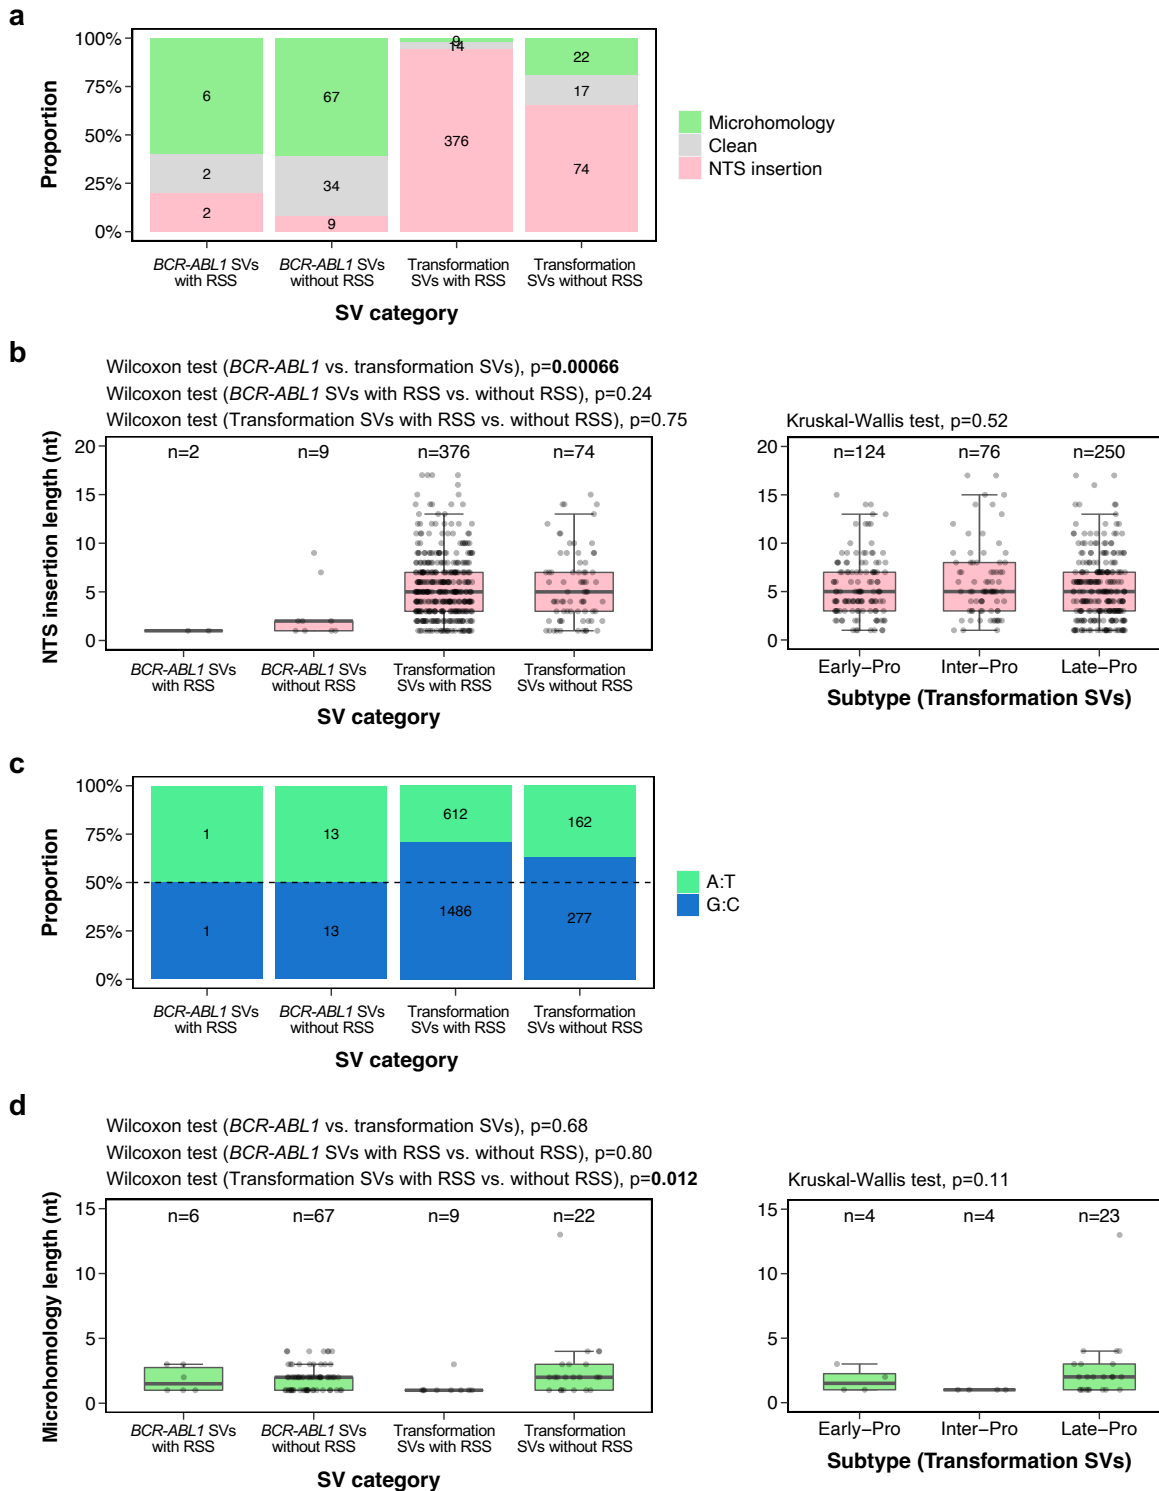 a
100%
75%
50%
25%
0%
Proportion
6
2
2
67
34
9
9
14
376
22
17
74
Microhomology
Clean
NTS insertion
BCR-ABL1 SVs
with RSS
BCR-ABL1 SVs
without RSS
Transformation
SVs with RSS
Transformation
SVs without RSS
SV category
b
Wilcoxon test (BCR-ABL1 vs. transformation SVs), p=0.00066
Wilcoxon test (BCR-ABL1 SVs with RSS vs. without RSS), p=0.24
Wilcoxon test (Transformation SVs with RSS vs. without RSS), p=0.75
NTS insertion length (nt)
20
15
10
5
0
n=2
n=9
n=376
n=74
BCR-ABL1 SVs
with RSS
BCR-ABL1 SVs
without RSS
Transformation
SVs with RSS
Transformation
SVs without RSS
SV category
Kruskal-Wallis test, p=0.52
20
15
10
5
0
n=124
n=76
n=250
Early−Pro
Inter−Pro
Late−Pro
Subtype (Transformation SVs)
c
100%
75%
50%
25%
0%
Proportion
1
1
13
13
612
1486
162
277
A:T
G:C
BCR-ABL1 SVs
with RSS
BCR-ABL1 SVs
without RSS
Transformation
SVs with RSS
Transformation
SVs without RSS
SV category
d
Wilcoxon test (BCR-ABL1 vs. transformation SVs), p=0.68
Wilcoxon test (BCR-ABL1 SVs with RSS vs. without RSS), p=0.80
Wilcoxon test (Transformation SVs with RSS vs. without RSS), p=0.012
Microhomology length (nt)
15
10
5
0
n=6
n=67
n=9
n=22
BCR-ABL1 SVs
with RSS
BCR-ABL1 SVs
without RSS
Transformation
SVs with RSS
Transformation
SVs without RSS
SV category
Kruskal-Wallis test, p=0.11
15
10
5
0
n=4
n=4
n=23
Early−Pro
Inter−Pro
Late−Pro
Subtype (Transformation SVs)